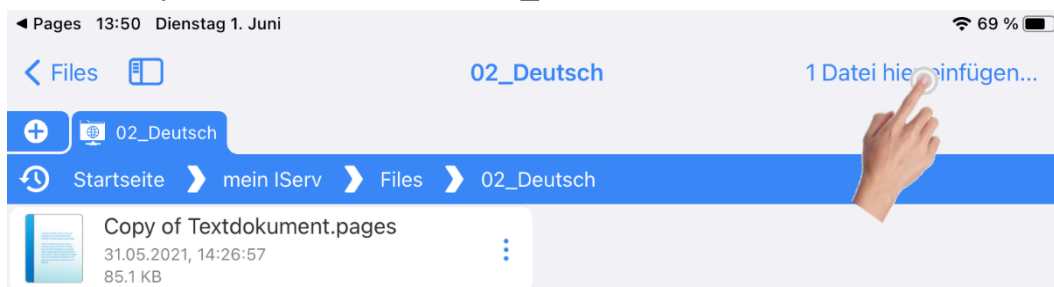 ◀ Pages 13:50 Dienstag 1. Juni 69 %
Files 02_Deutsch 1 Datei hier einfügen...
02_Deutsch
Startseite mein IServ Files 02_Deutsch
Copy of Textdokument.pages
31.05.2021, 14:26:57
85.1 KB